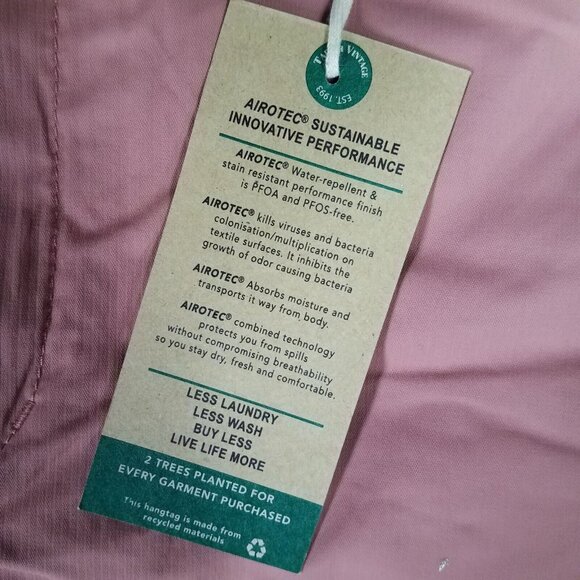 VINTAGE
EST. 1993
AIROTEC® SUSTAINABLE
INNOVATIVE PERFORMANCE
AIROTEC® Water-repellent &
stain resistant performance finish
is PFOA and PFOS-free.
AIROTEC® kills viruses and bacteria
colonisation/multiplication on
textile surfaces. It inhibits the
growth of odor causing bacteria
AIROTEC® Absorbs moisture and
transports it way from body.
AIROTEC® combined technology
protects you from spills
without compromising breathability
so you stay dry, fresh and comfortable.
LESS LAUNDRY
LESS WASH
BUY LESS
LIVE LIFE MORE
2 TREES PLANTED FOR
EVERY GARMENT PURCHASED
This hangtag is made from
recycled materials